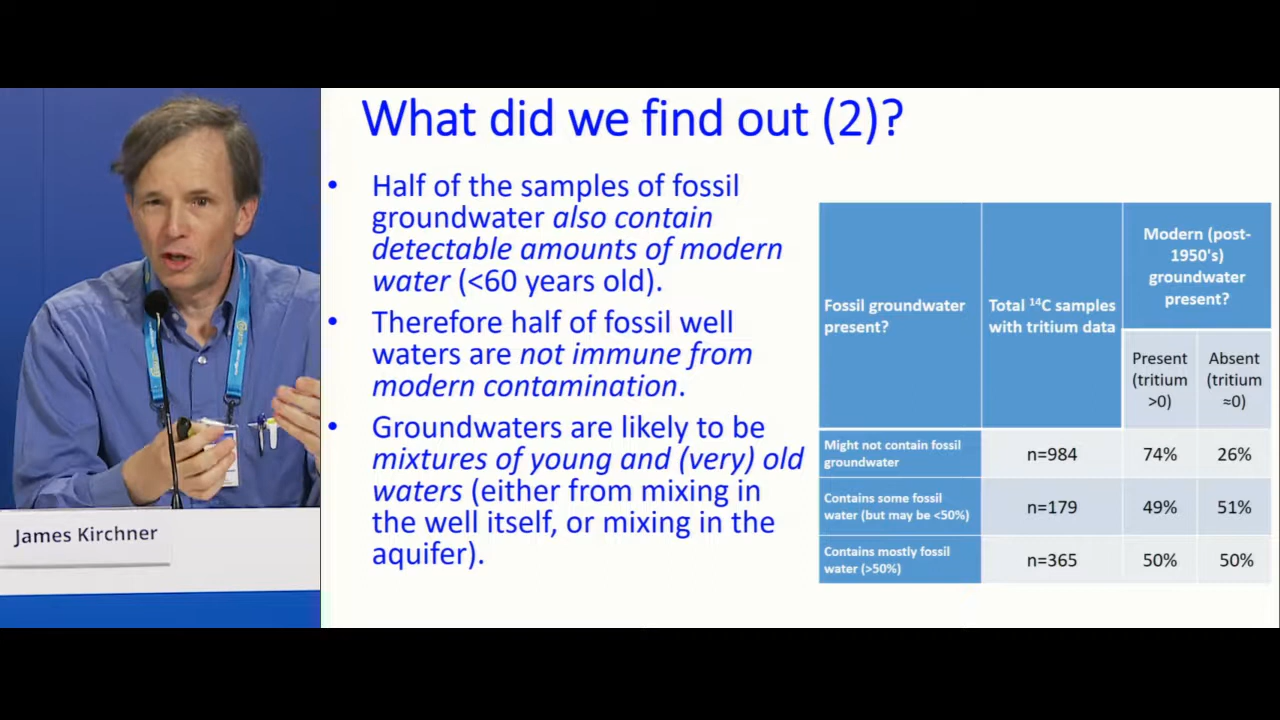 What did we find out (2)?
• Half of the samples of fossil
groundwater also contain
detectable amounts of modern
water (<60 years old).
• Therefore half of fossil well
waters are not immune from
modern contamination.
• Groundwaters are likely to be
mixtures of young and (very) old
waters (either from mixing in
the well itself, or mixing in the
aquifer).
Fossil groundwater
present?
Total ¹⁴C samples
with tritium data
Modern (post-
1950's)
groundwater
present?
Present
(tritium
>0)
Absent
(tritium
≈0)
Might not contain fossil
groundwater
n=984
74%
26%
Contains some fossil
water (but may be <50%)
n=179
49%
51%
Contains mostly fossil
water (>50%)
n=365
50%
50%
James Kirchner